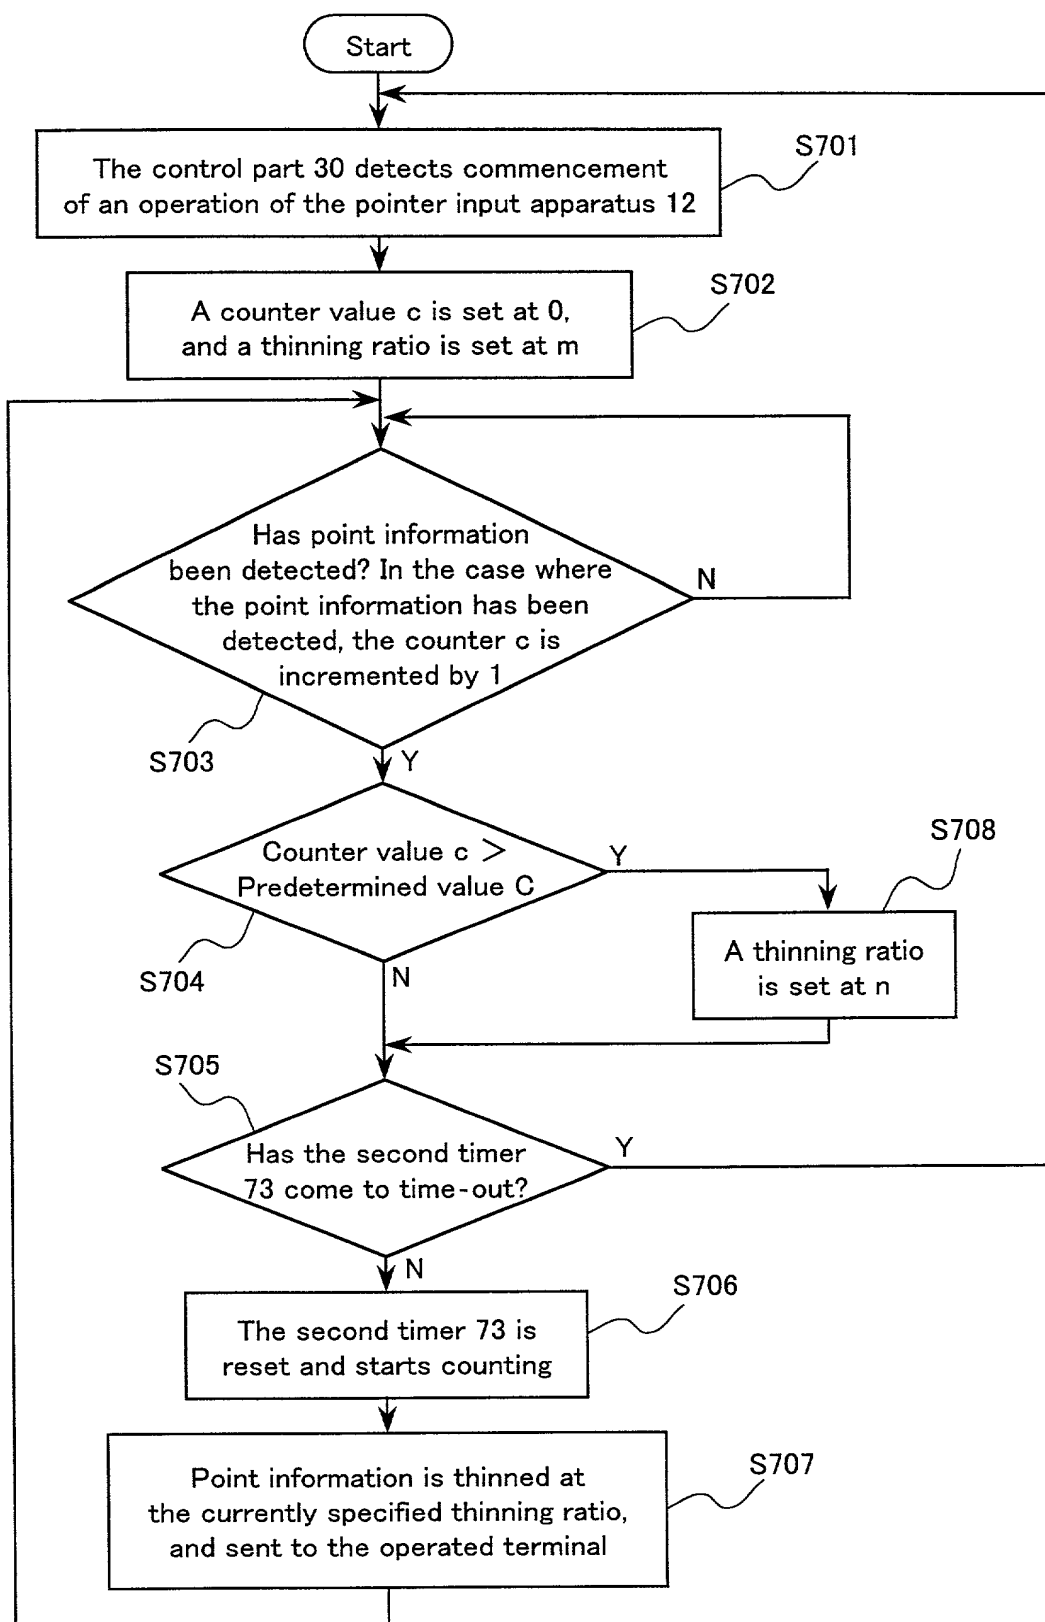 Start
S701
The control part 30 detects commencement
of an operation of the pointer input apparatus 12
S702
A counter value c is set at 0,
and a thinning ratio is set at m
Has point information
been detected? In the case where
the point information has been
detected, the counter c is
incremented by 1
N
S703
Y
Counter value c >
Predetermined value C
Y
S708
S704
N
A thinning ratio
is set at n
S705
Has the second timer
73 come to time-out?
Y
N
S706
The second timer 73 is
reset and starts counting
S707
Point information is thinned at
the currently specified thinning ratio,
and sent to the operated terminal